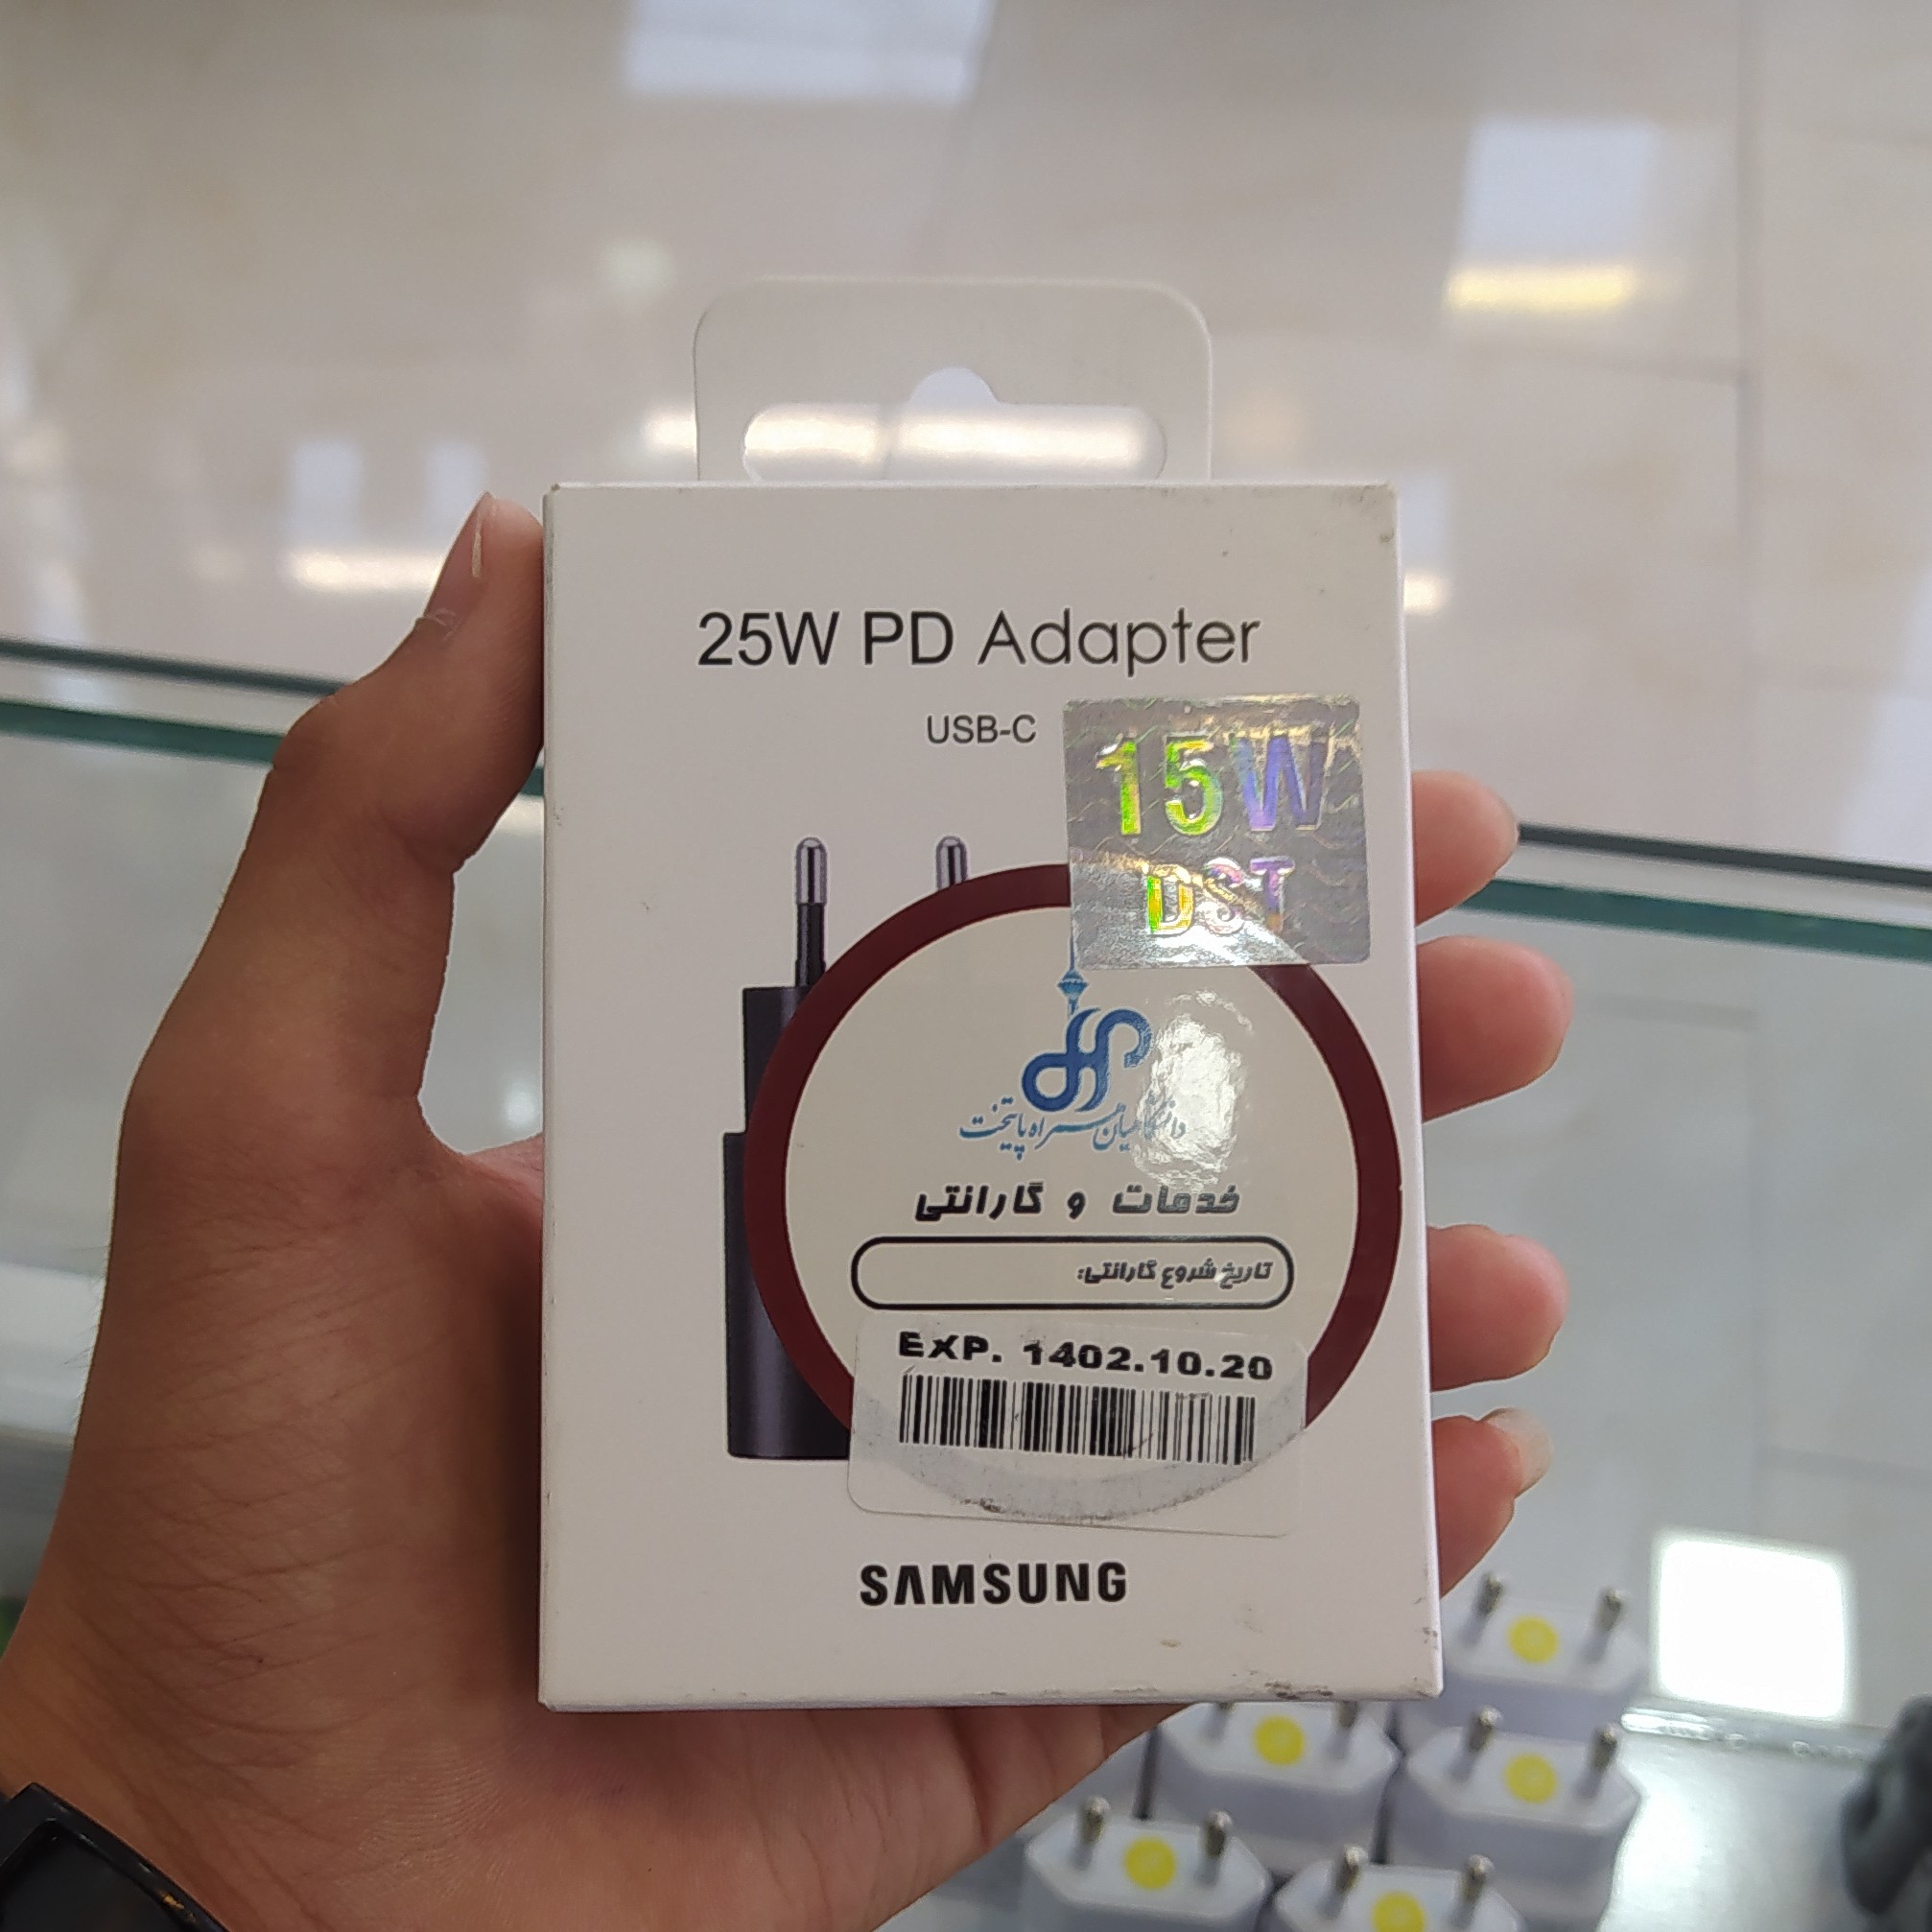 25W PD Adapter
USB-C
15W
DST
دانشگاهیان همراه پایتخت
خدمات و گارانتی
تاریخ شروع گارانتی:
EXP. 1402.10.20
SAMSUNG